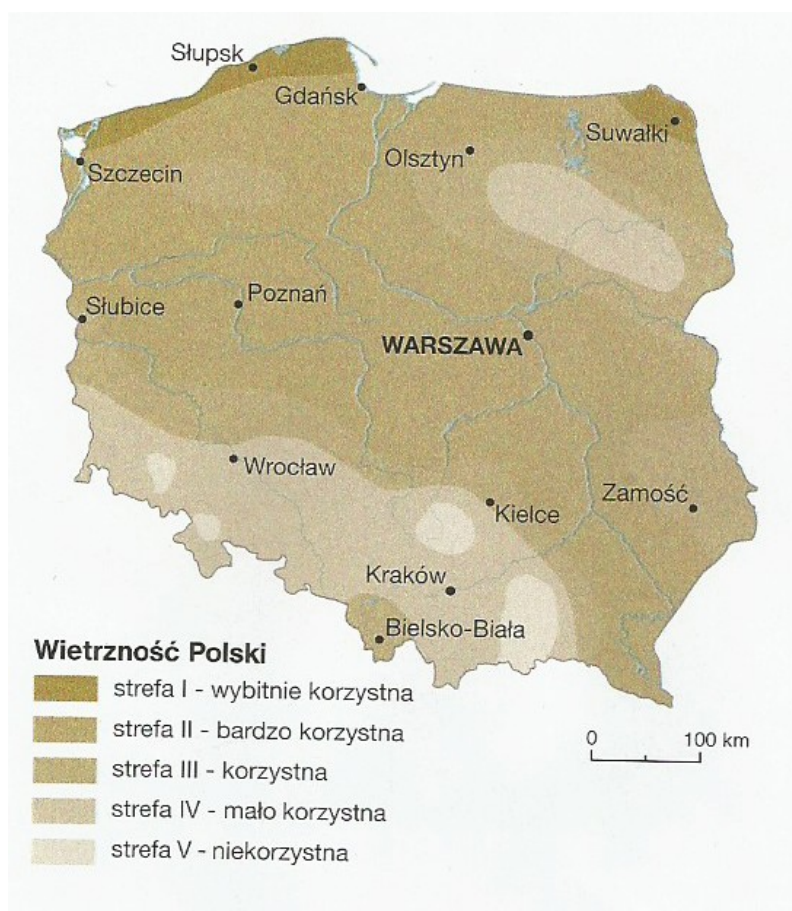 Słupsk
Gdańsk
Suwałki
Olsztyn
Szczecin
Poznań
Słubice
WARSZAWA
Wrocław
Zamość
Kielce
Kraków
Bielsko-Biała
Wietrzność Polski
strefa I - wybitnie korzystna
strefa II - bardzo korzystna
strefa III - korzystna
strefa IV - mało korzystna
strefa V - niekorzystna
0 100 km